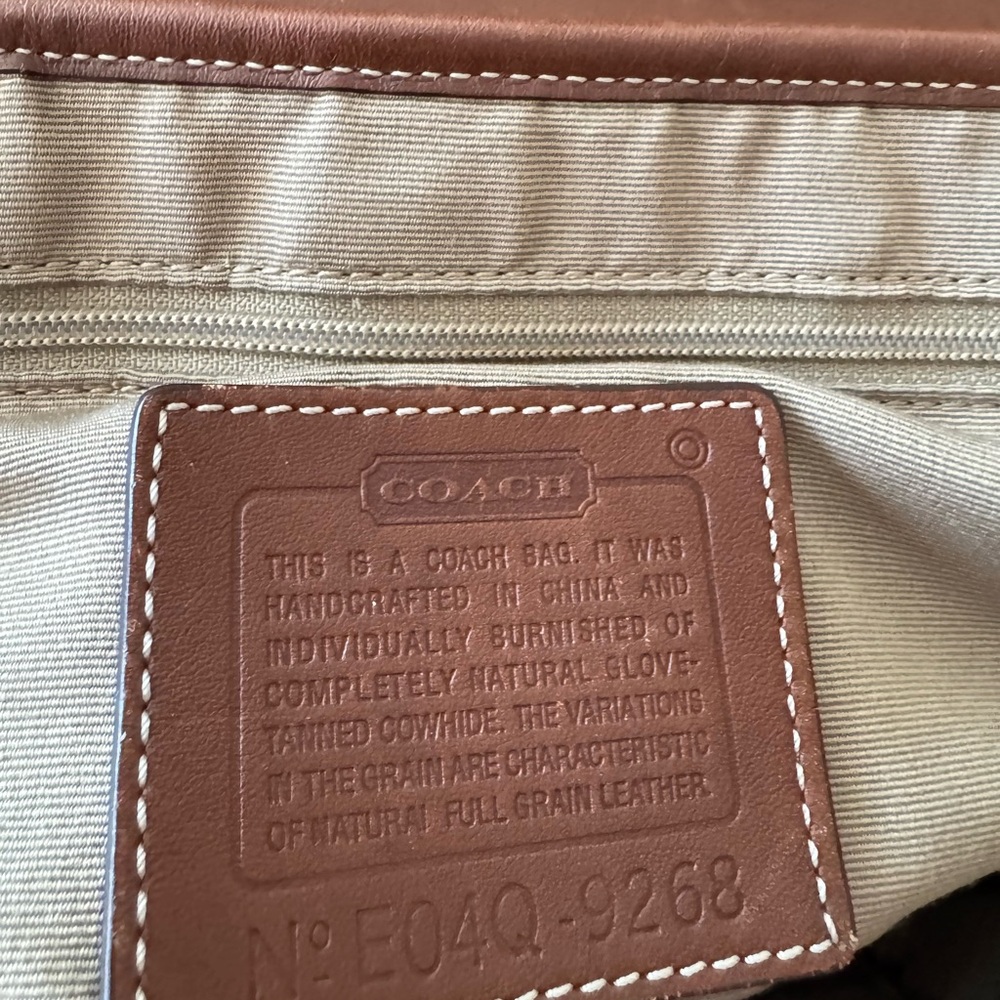 COACH
THIS IS A COACH BAG. IT WAS
HANDCRAFTED IN CHINA AND
INDIVIDUALLY BURNISHED OF
COMPLETELY NATURAL GLOVE-
TANNED COWHIDE. THE VARIATIONS
IN THE GRAIN ARE CHARACTERISTIC
OF NATURAL FULL GRAIN LEATHER.
Nº E04Q-9268